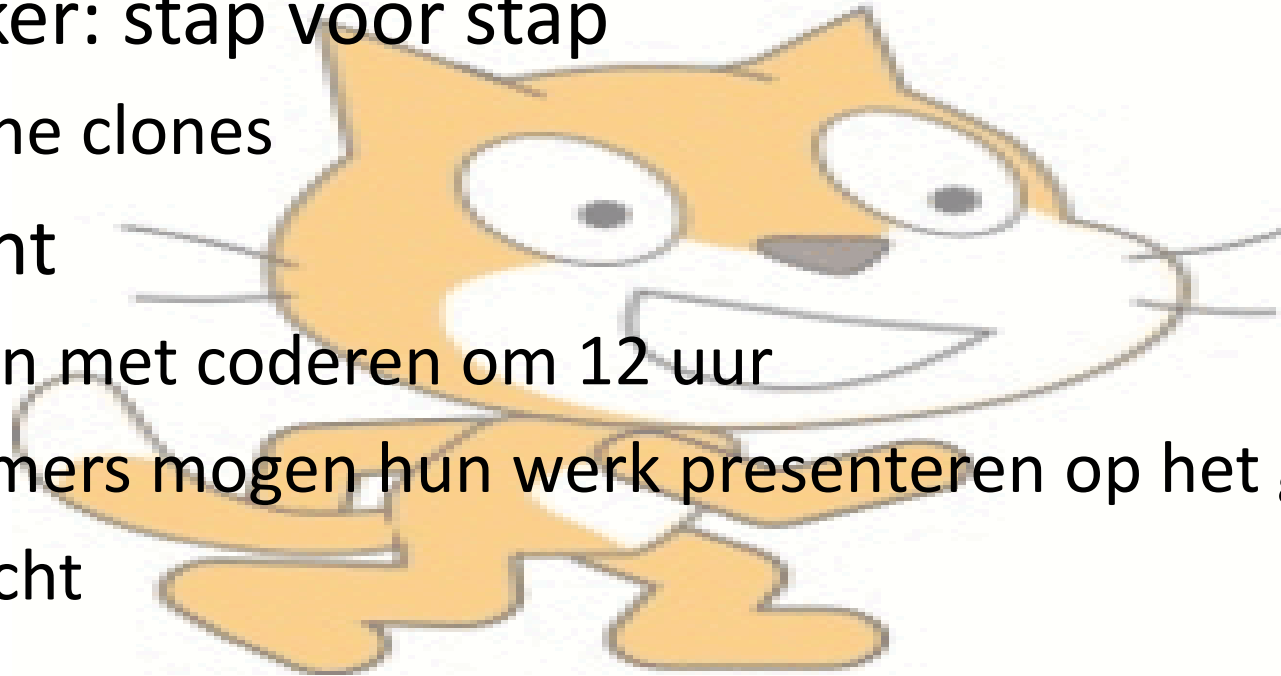 ker: stap voor stap
ne clones
nt
n met coderen om 12 uur
mers mogen hun werk presenteren op het
cht